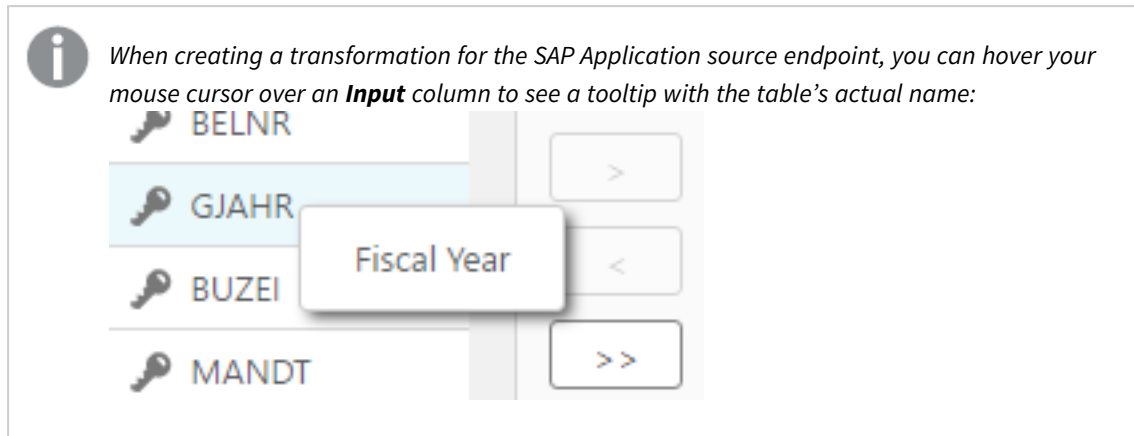 When creating a transformation for the SAP Application source endpoint, you can hover your
mouse cursor over an Input column to see a tooltip with the table's actual name:
BELNR
>
GJAHR
Fiscal Year
<
BUZEI
>>
MANDT